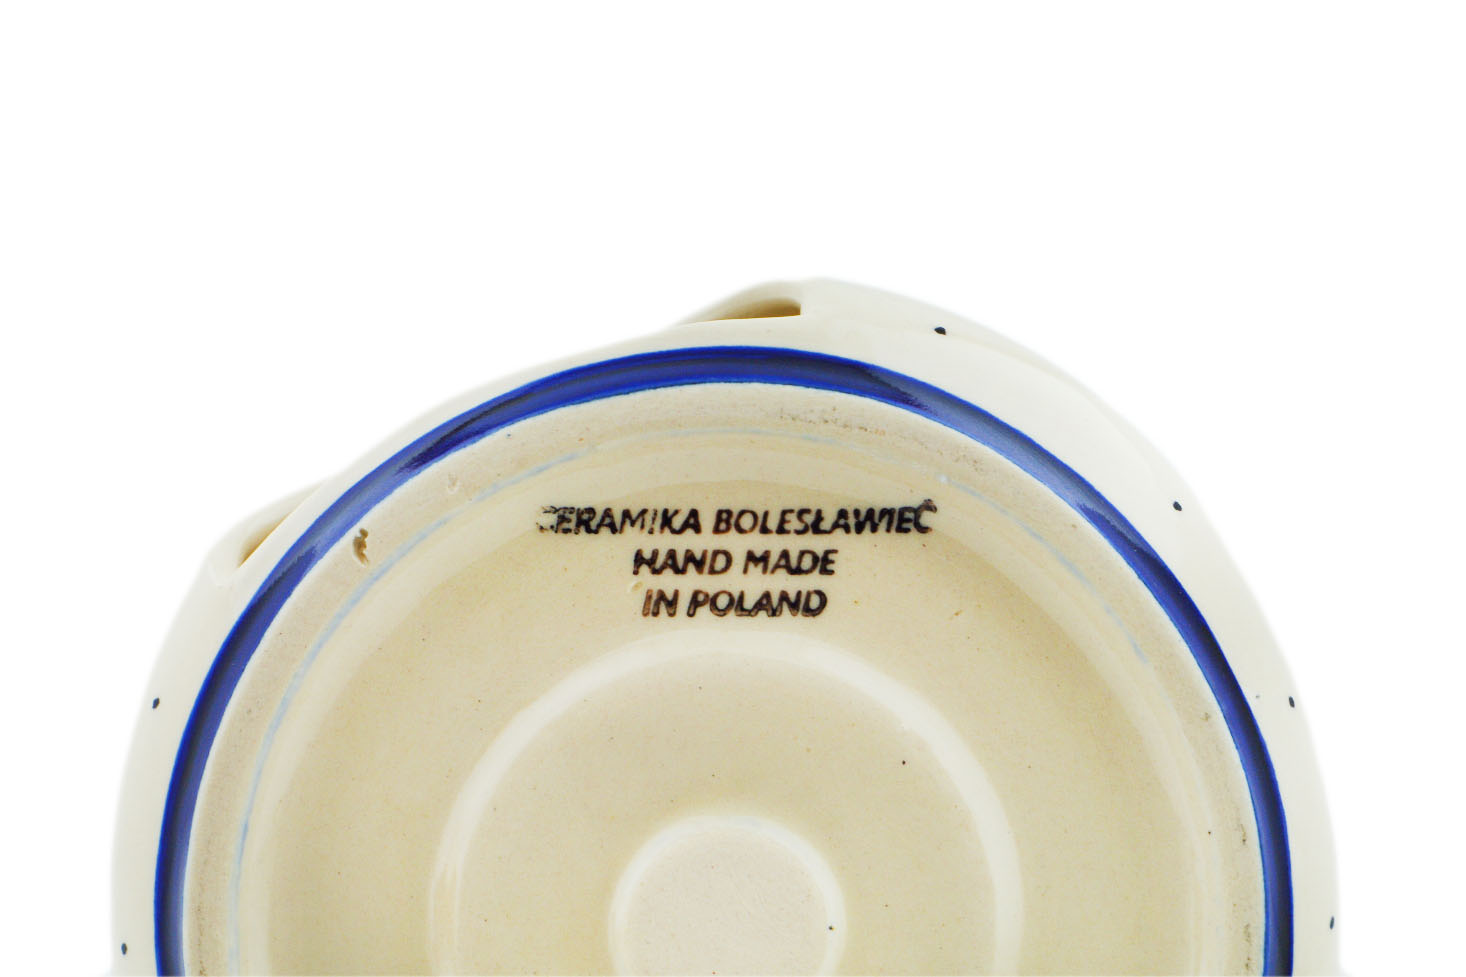 CERAMIKA BOLESŁAWIEC
HAND MADE
IN POLAND